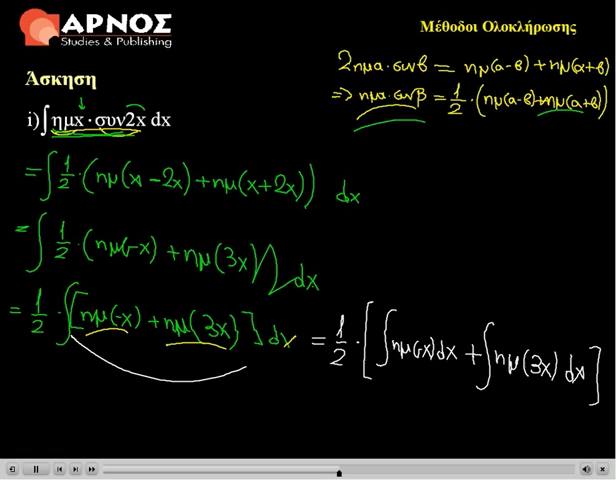 ΑΡΝΟΣ
Studies & Publishing
Μέθοδοι Ολοκλήρωσης
2ημα·συνβ = ημ(α-β) + ημ(α+β)
=> ημα·συνβ = 1/2·(ημ(α-β)+ημ(α+β))
Άσκηση
i)∫ημx·συν2x dx
=∫1/2·(ημ(x-2x)+ημ(x+2x)) dx
=∫1/2·(ημ(-x)+ημ(3x)) dx
=1/2·∫[ημ(-x)+ημ(3x)]dx = 1/2·[∫ημ(-x)dx+∫ημ(3x)dx]